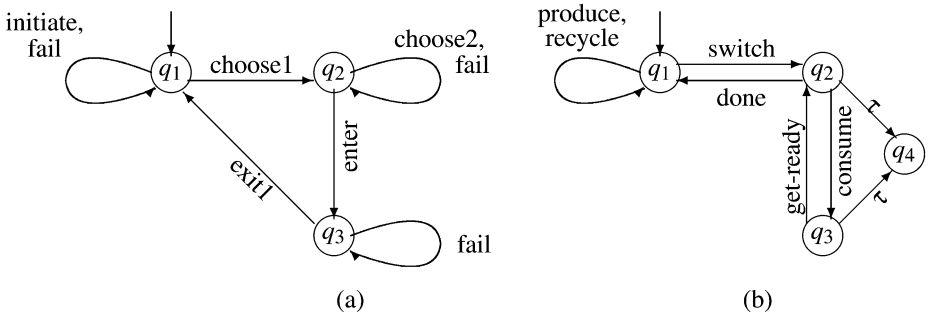 initiate,
fail
q1
choose1
q2
choose2,
fail
enter
exit1
q3
fail
(a)
produce,
recycle
q1
switch
q2
done
get-ready
consume
τ
q4
τ
q3
(b)